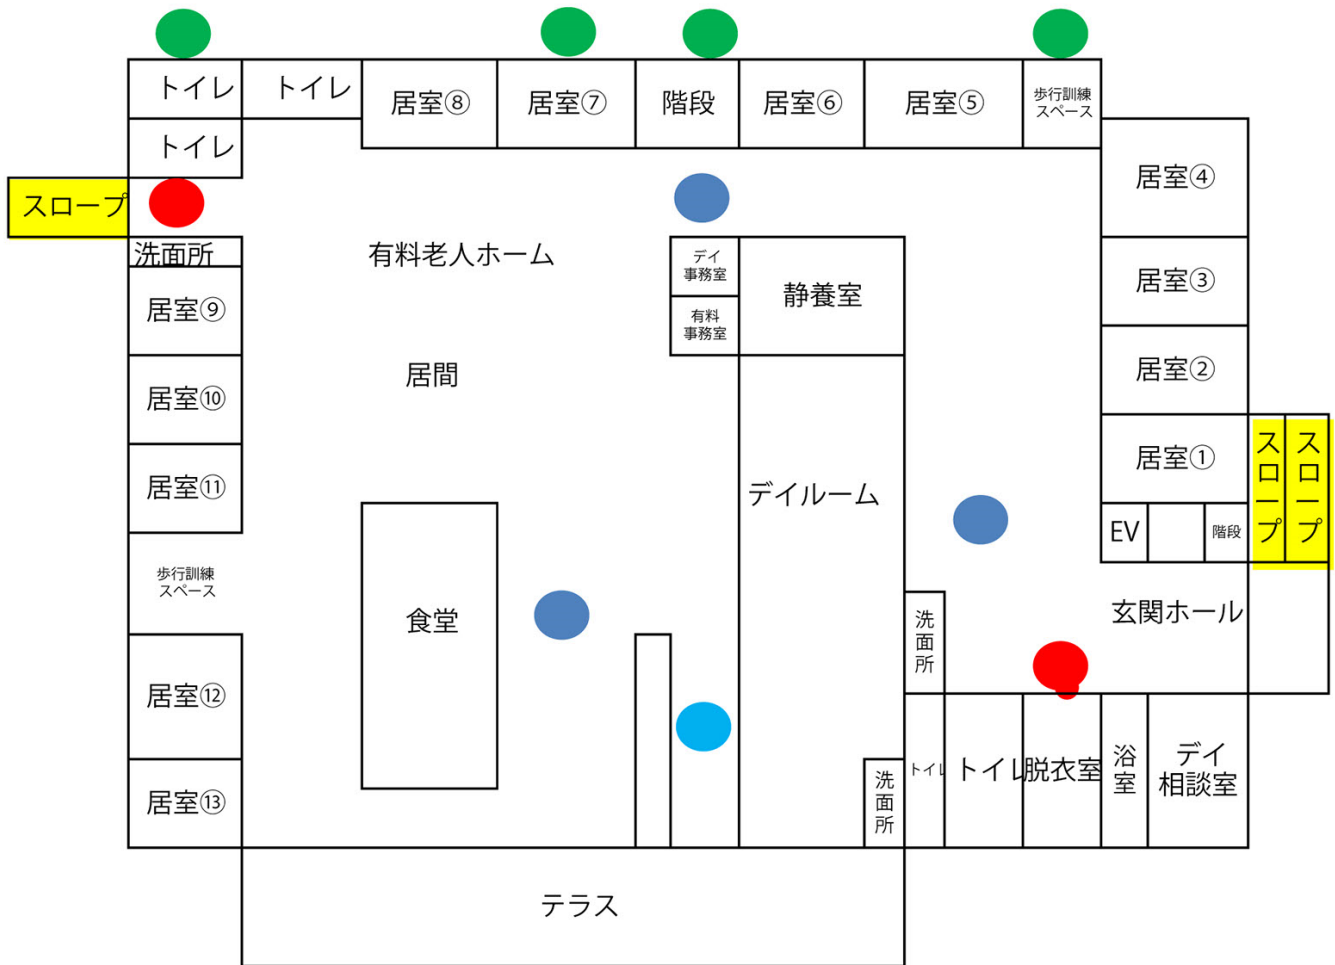 トイレ
トイレ
居室⑧
居室⑦
階段
居室⑥
居室⑤
歩行訓練
スペース
トイレ
居室④
スロープ
洗面所
有料老人ホーム
デイ
事務室
静養室
居室③
居室⑨
有料
事務室
居間
居室②
居室⑩
居室①
スロープ
スロープ
居室⑪
デイルーム
EV
階段
歩行訓練
スペース
食堂
洗面所
玄関ホール
居室⑫
居室⑬
洗面所
トイレ
トイレ
脱衣室
浴室
デイ
相談室
テラス